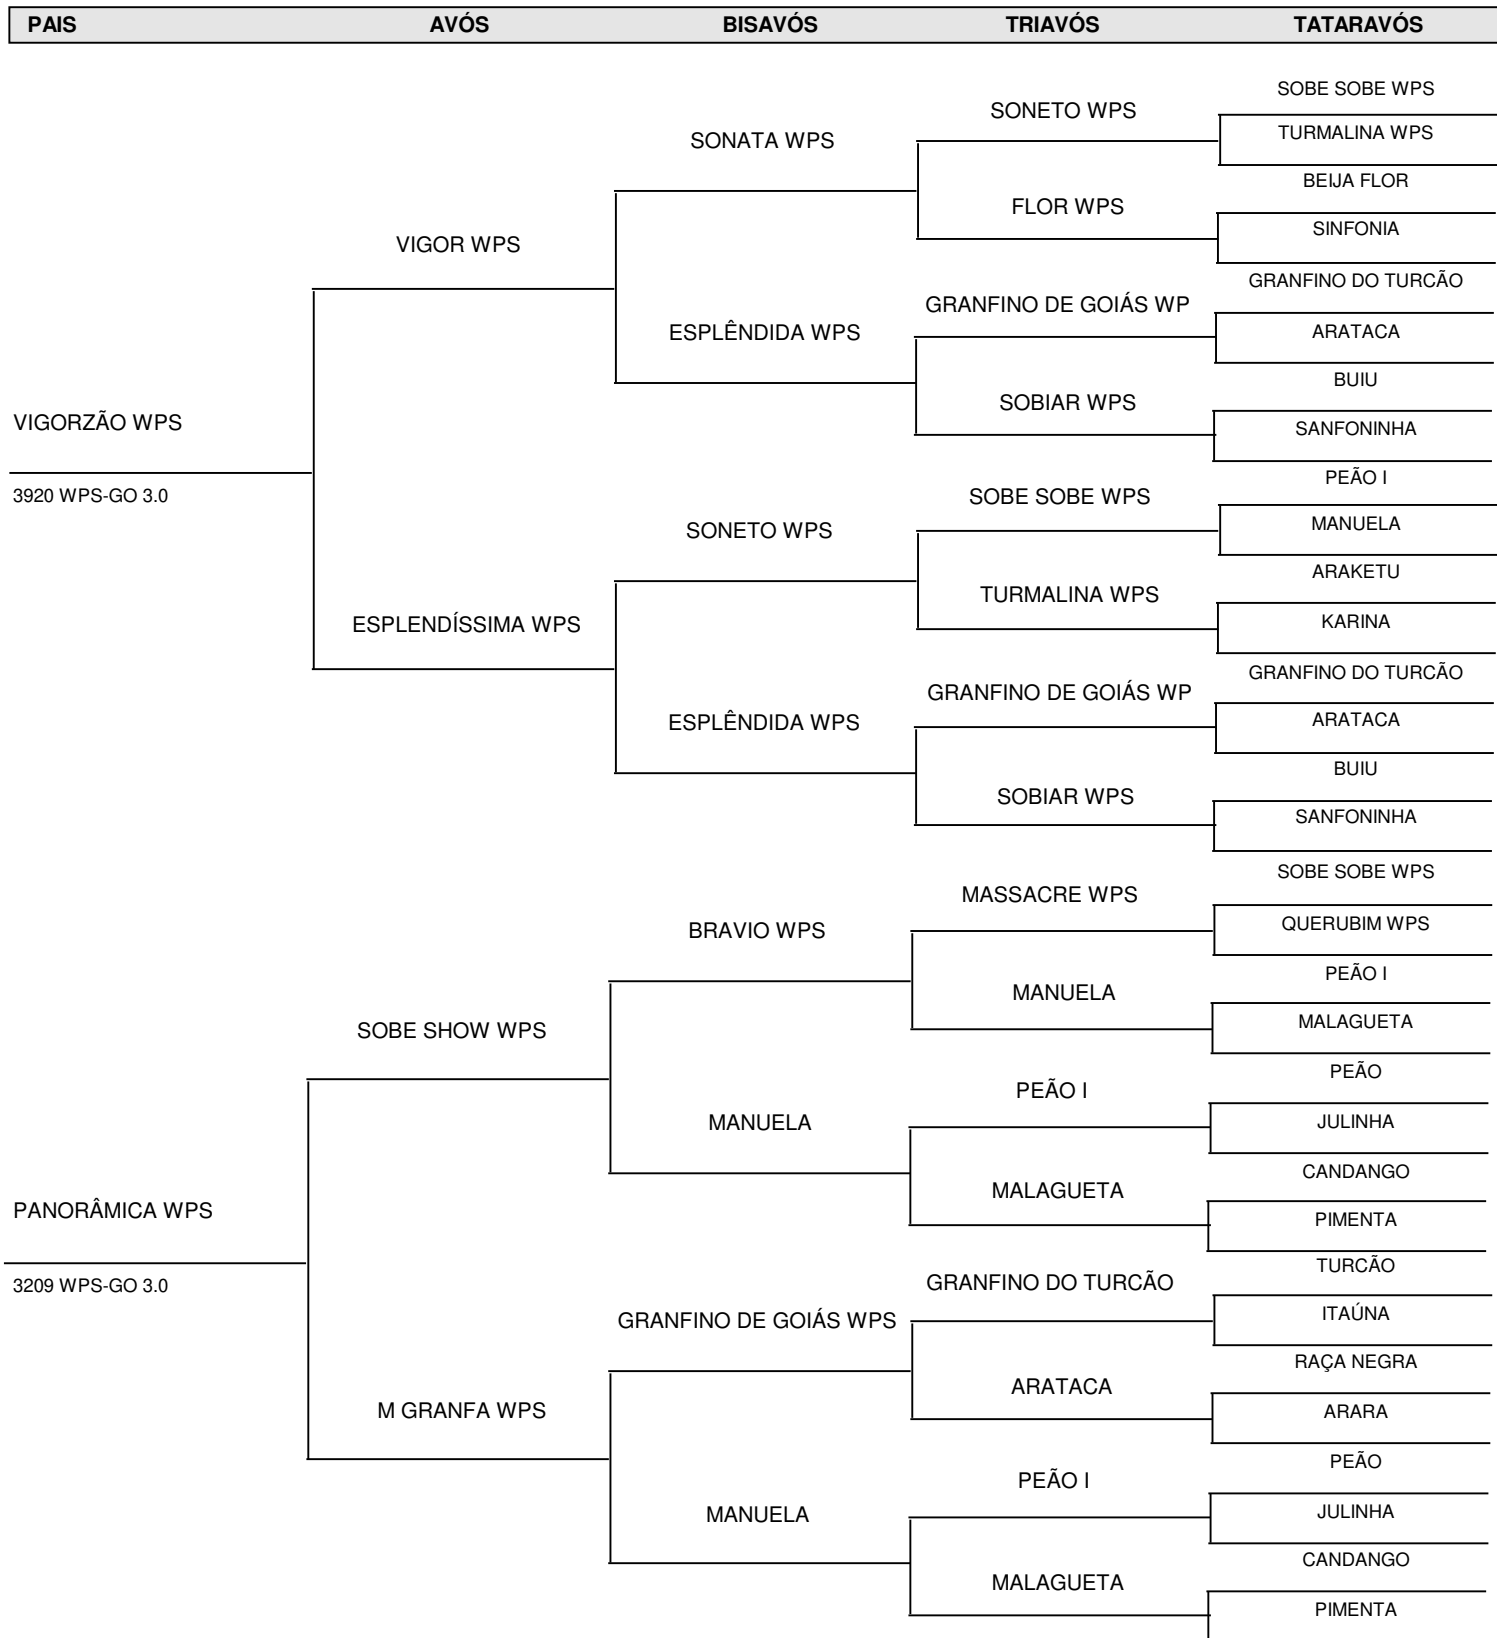 PAIS AVÓS BISAVÓS TRIAVÓS TATARAVÓS
SOBE SOBE WPS
SONETO WPS
TURMALINA WPS
SONATA WPS
BEIJA FLOR
FLOR WPS
SINFONIA
VIGOR WPS
GRANFINO DO TURCÃO
GRANFINO DE GOIÁS WP
ARATACA
ESPLÊNDIDA WPS
BUIU
SOBIAR WPS
SANFONINHA
VIGORZÃO WPS
3920 WPS-GO 3.0
PEÃO I
SOBE SOBE WPS
MANUELA
SONETO WPS
ARAKETU
TURMALINA WPS
KARINA
ESPLENDÍSSIMA WPS
GRANFINO DO TURCÃO
GRANFINO DE GOIÁS WP
ARATACA
ESPLÊNDIDA WPS
BUIU
SOBIAR WPS
SANFONINHA
SOBE SOBE WPS
MASSACRE WPS
QUERUBIM WPS
BRAVIO WPS
PEÃO I
MANUELA
MALAGUETA
SOBE SHOW WPS
PEÃO
PEÃO I
JULINHA
MANUELA
CANDANGO
MALAGUETA
PIMENTA
PANORÂMICA WPS
3209 WPS-GO 3.0
TURCÃO
GRANFINO DO TURCÃO
ITAÚNA
GRANFINO DE GOIÁS WPS
RAÇA NEGRA
ARATACA
ARARA
M GRANFA WPS
PEÃO
PEÃO I
JULINHA
MANUELA
CANDANGO
MALAGUETA
PIMENTA